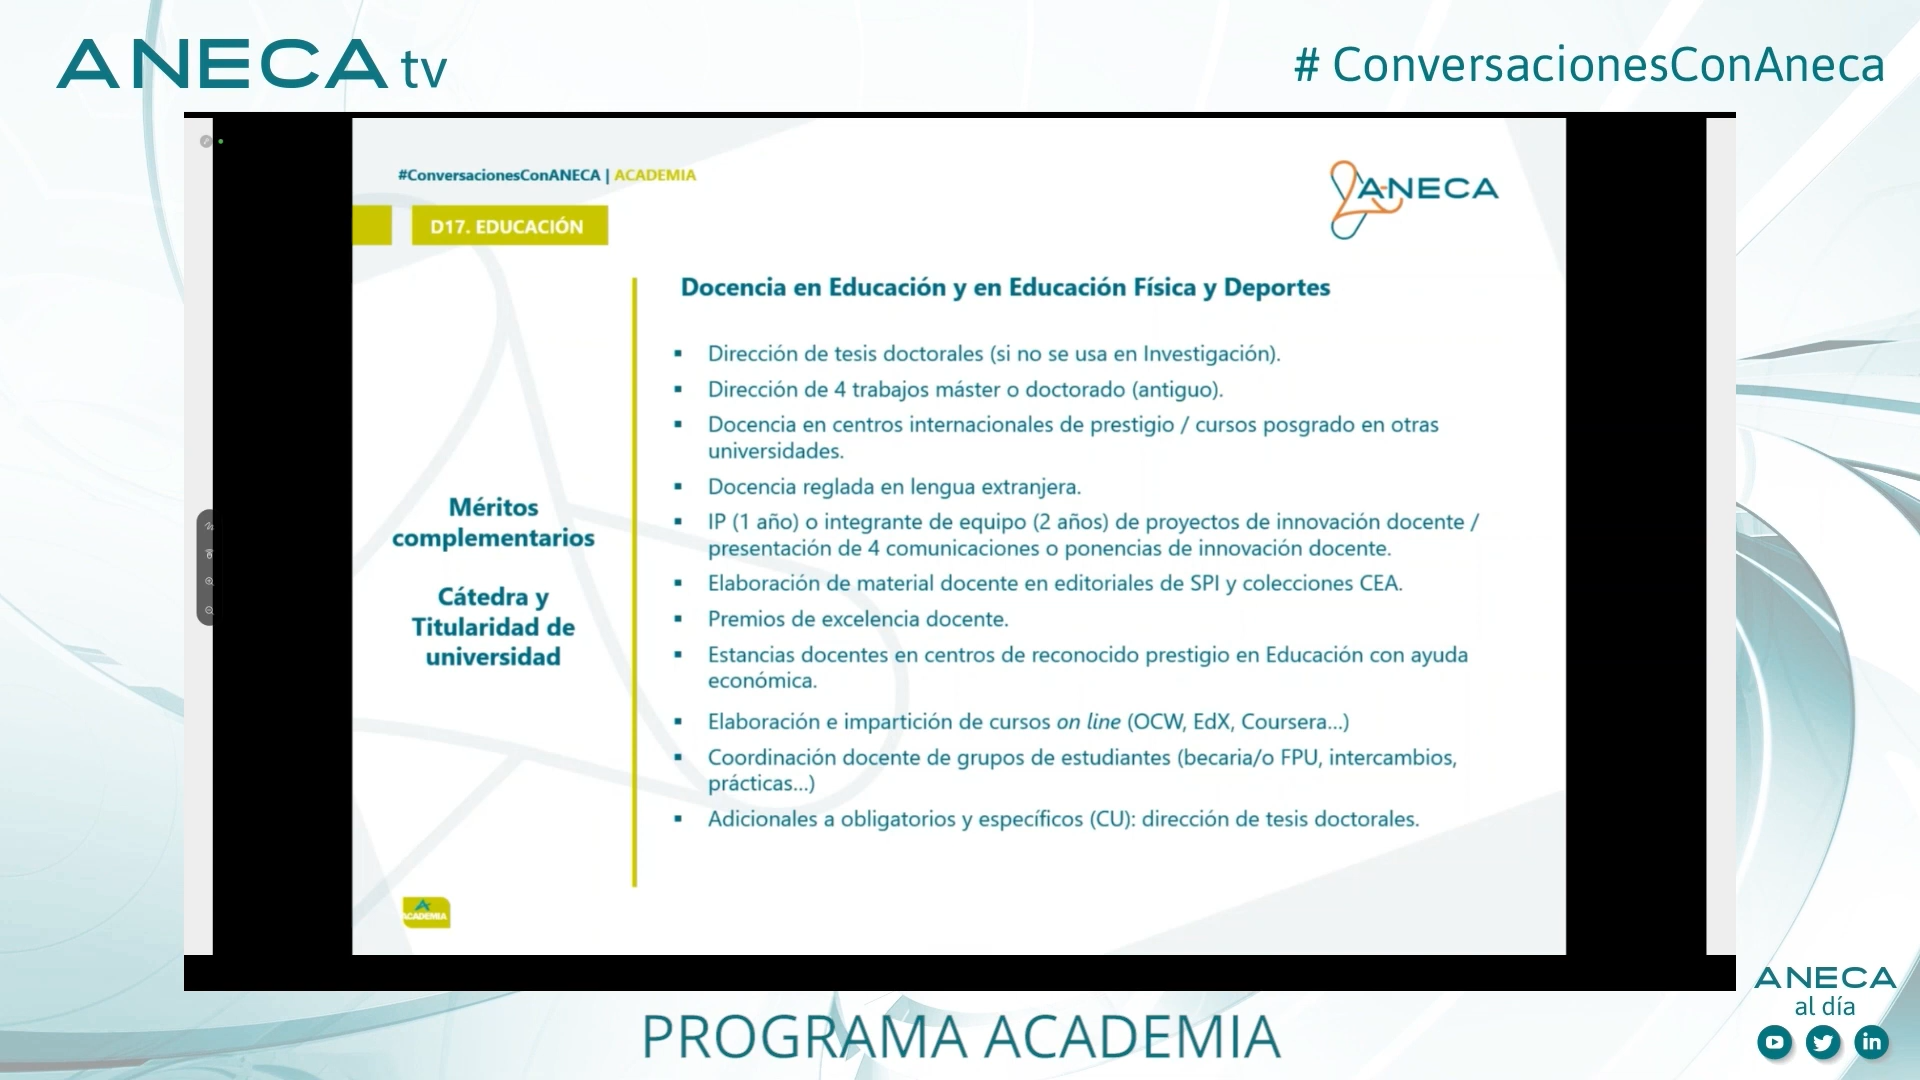 ANECA tv
# ConversacionesConAneca
#ConversacionesConANECA | ACADEMIA
ANECA
D17. EDUCACIÓN
Docencia en Educación y en Educación Física y Deportes
▪ Dirección de tesis doctorales (si no se usa en Investigación).
▪ Dirección de 4 trabajos máster o doctorado (antiguo).
▪ Docencia en centros internacionales de prestigio / cursos posgrado en otras
universidades.
▪ Docencia reglada en lengua extranjera.
▪ IP (1 año) o integrante de equipo (2 años) de proyectos de innovación docente /
presentación de 4 comunicaciones o ponencias de innovación docente.
▪ Elaboración de material docente en editoriales de SPI y colecciones CEA.
▪ Premios de excelencia docente.
▪ Estancias docentes en centros de reconocido prestigio en Educación con ayuda
económica.
▪ Elaboración e impartición de cursos on line (OCW, EdX, Coursera...)
▪ Coordinación docente de grupos de estudiantes (becaria/o FPU, intercambios,
prácticas...)
▪ Adicionales a obligatorios y específicos (CU): dirección de tesis doctorales.
Méritos
complementarios
Cátedra y
Titularidad de
universidad
ACADEMIA
PROGRAMA ACADEMIA
ANECA
al día
in